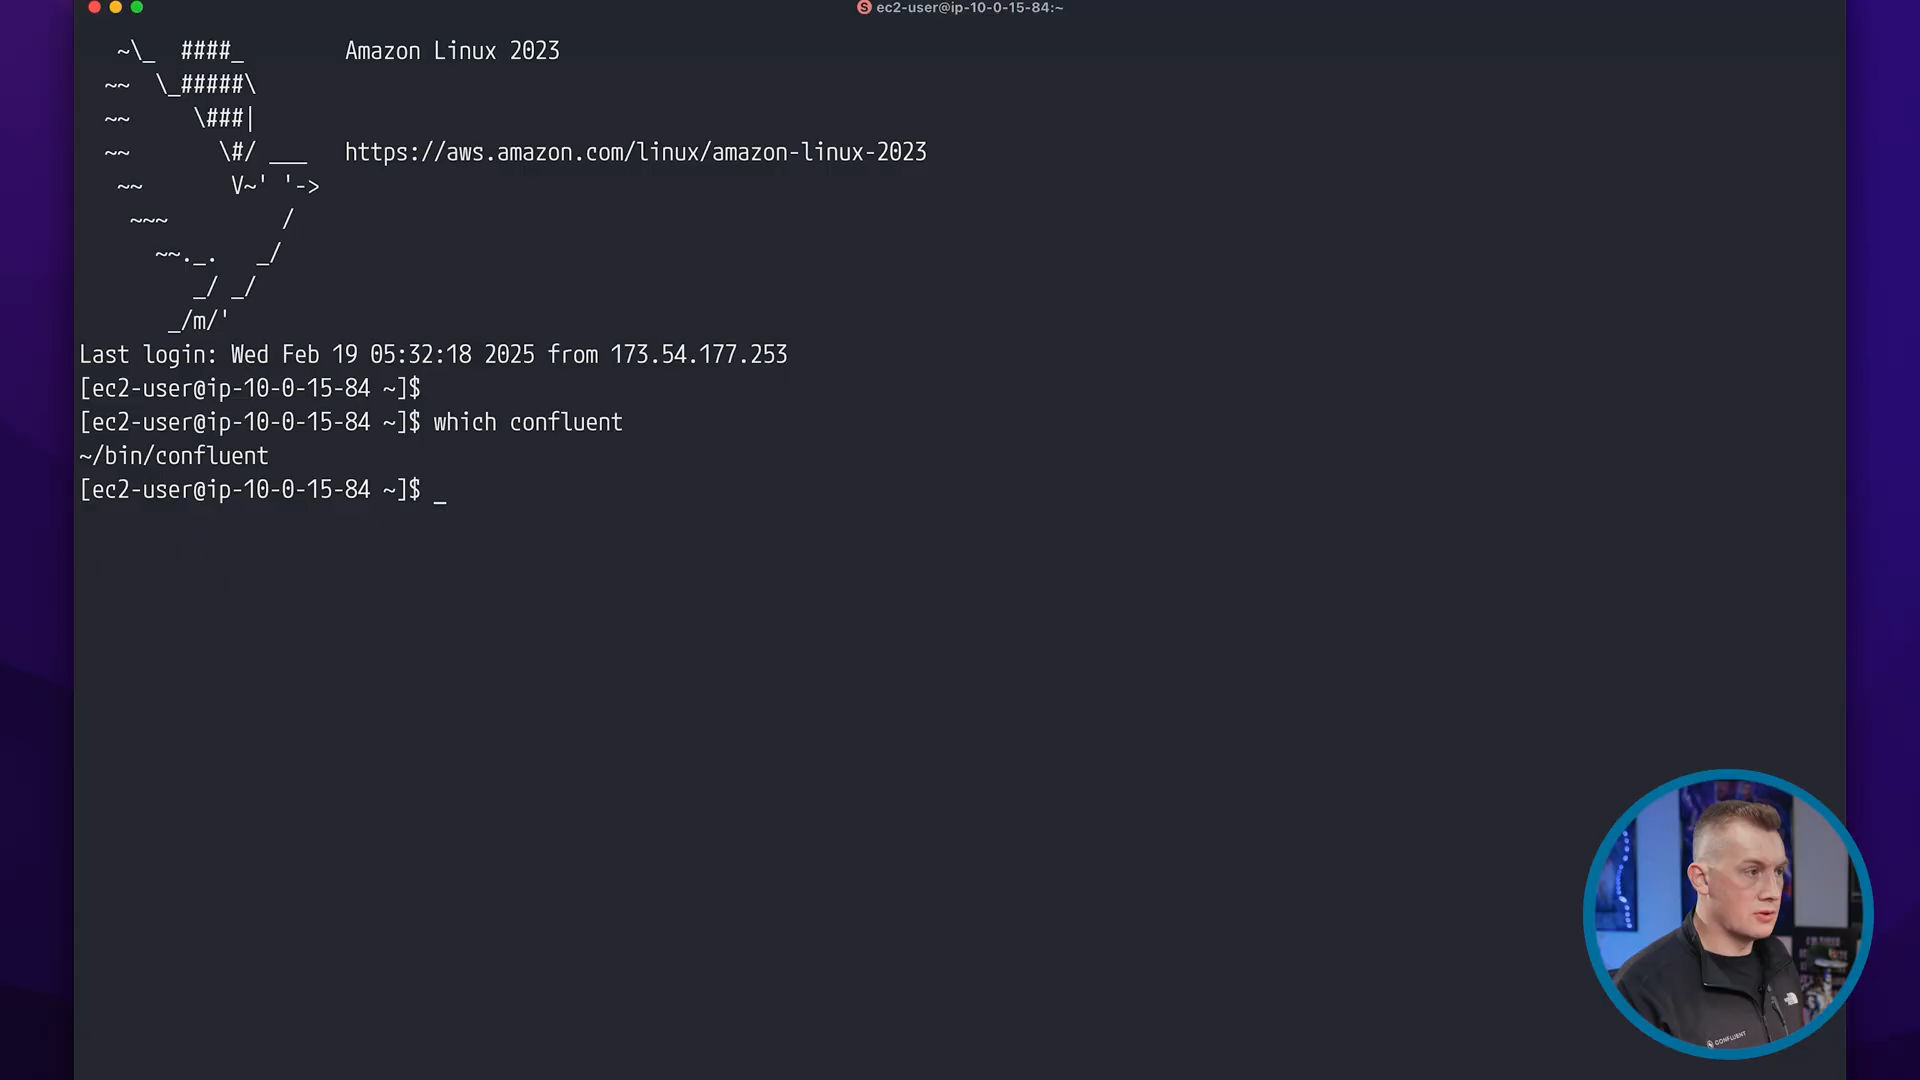 ec2-user@ip-10-0-15-84:~
~\_  ####_        Amazon Linux 2023
~~  \_#####\
~~     \###|
~~       \#/ ___   https://aws.amazon.com/linux/amazon-linux-2023
~~       V~' '->
~~~         /
~~._.   _/
_/ _/
_/m/'
Last login: Wed Feb 19 05:32:18 2025 from 173.54.177.253
[ec2-user@ip-10-0-15-84 ~]$
[ec2-user@ip-10-0-15-84 ~]$ which confluent
~/bin/confluent
[ec2-user@ip-10-0-15-84 ~]$ _
CONFLUENT